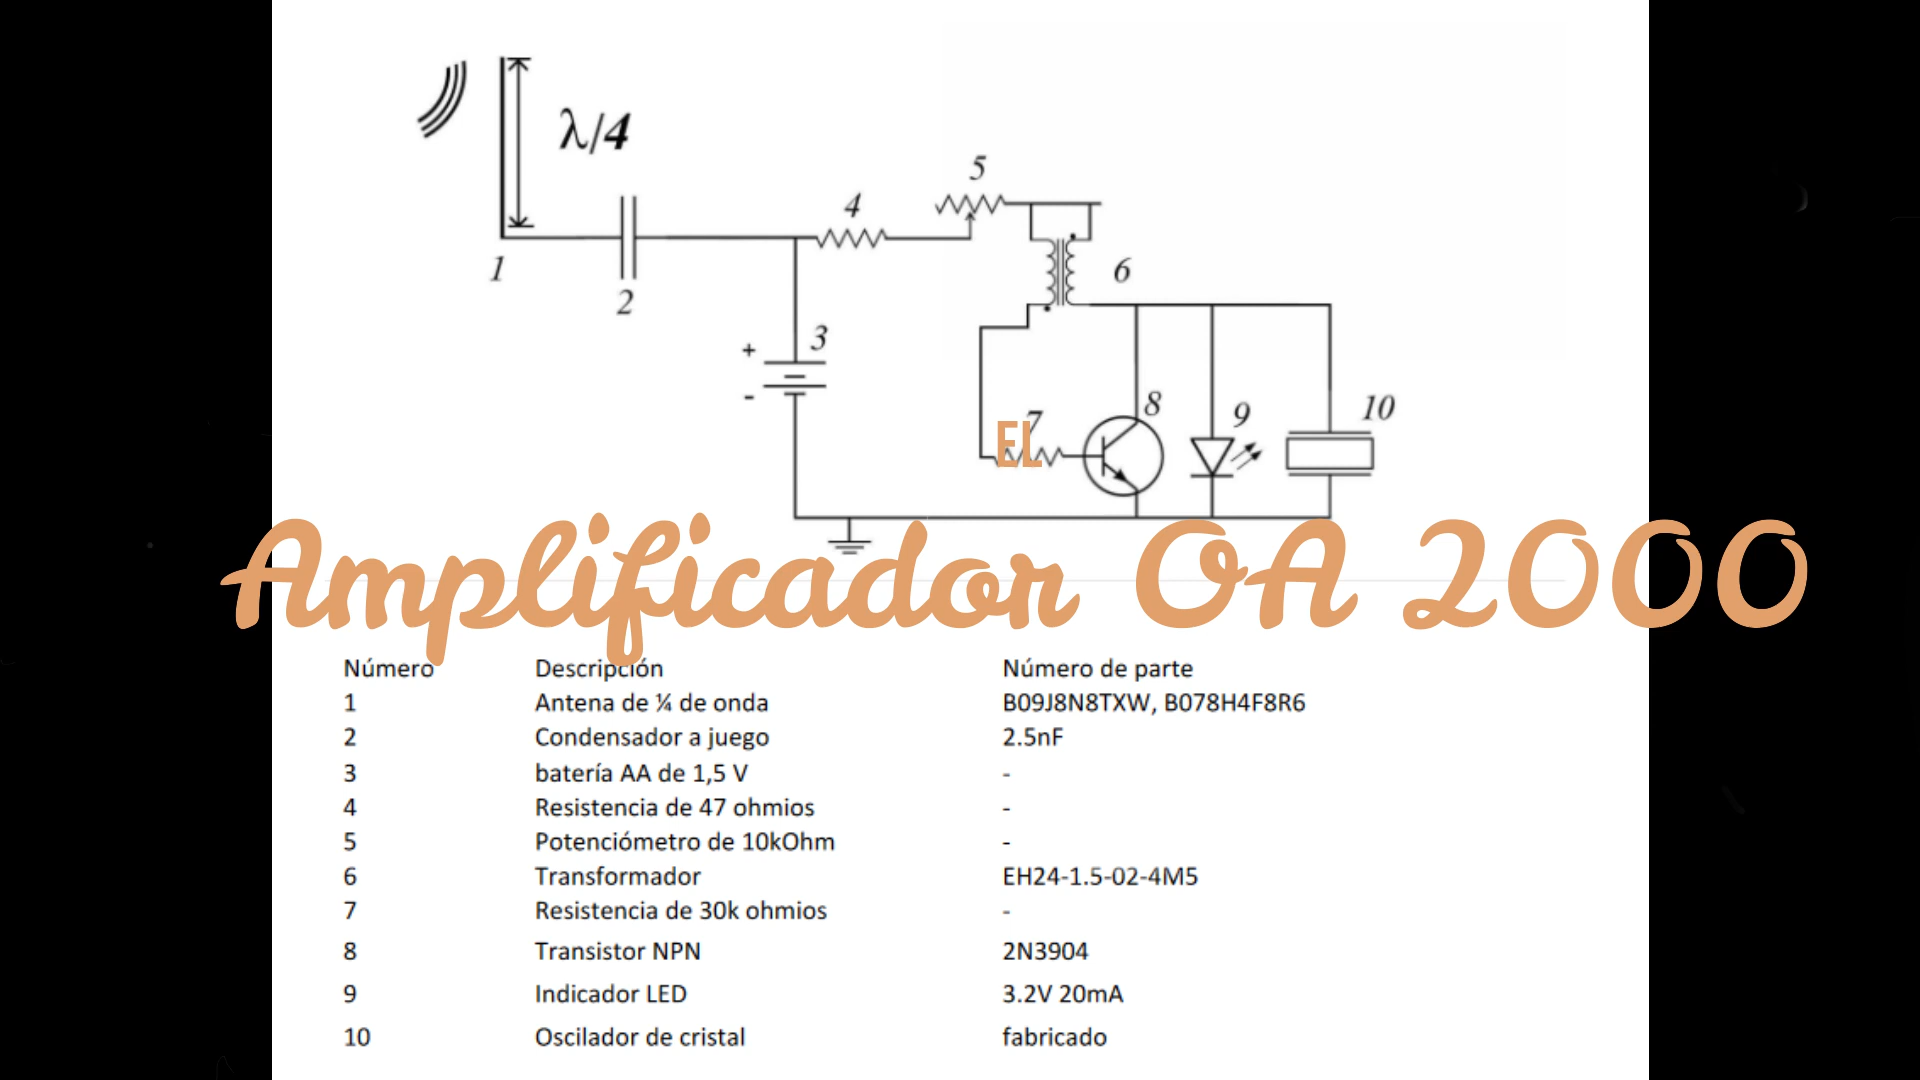 λ/4
5
4
1
2
6
3
+
-
8
7
9
10
EL
Amplificador OA 2000
Número Descripción Número de parte
1 Antena de ¼ de onda B09J8N8TXW, B078H4F8R6
2 Condensador a juego 2.5nF
3 batería AA de 1,5 V -
4 Resistencia de 47 ohmios -
5 Potenciómetro de 10kOhm -
6 Transformador EH24-1.5-02-4M5
7 Resistencia de 30k ohmios -
8 Transistor NPN 2N3904
9 Indicador LED 3.2V 20mA
10 Oscilador de cristal fabricado